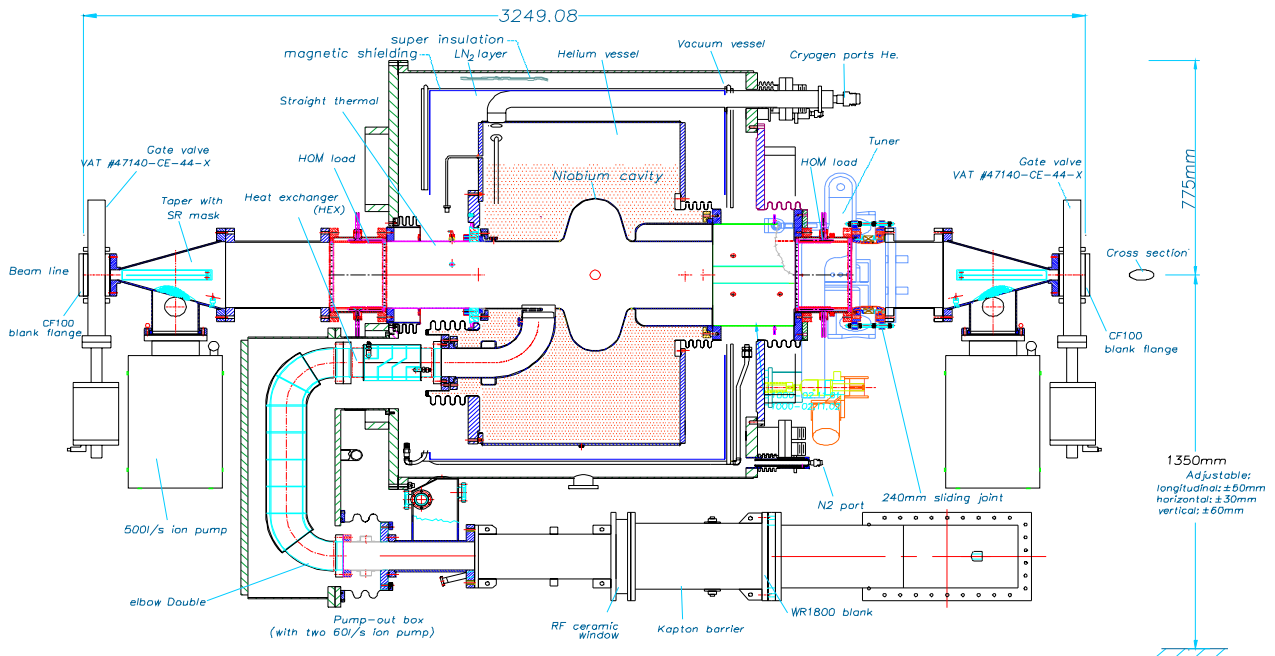 3249.08
super insulation
magnetic shielding
LN2 layer
Helium vessel
Vacuum vessel
Cryogen ports He.
Straight thermal
Gate valve
VAT #47140-CE-44-X
HOM load
Taper with
SR mask
Heat exchanger
(HEX)
Niobium cavity
HOM load
Tuner
Gate valve
VAT #47140-CE-44-X
775mm
Beam line
Cross section
CF100
blank flange
CF100
blank flange
1350mm
Adjustable;
longitudinal: ±50mm
horizontal: ±30mm
vertical: ±60mm
240mm sliding joint
N2 port
500l/s ion pump
elbow Double
Pump-out box
(with two 60l/s ion pump)
RF ceramic
window
Kapton barrier
WR1800 blank